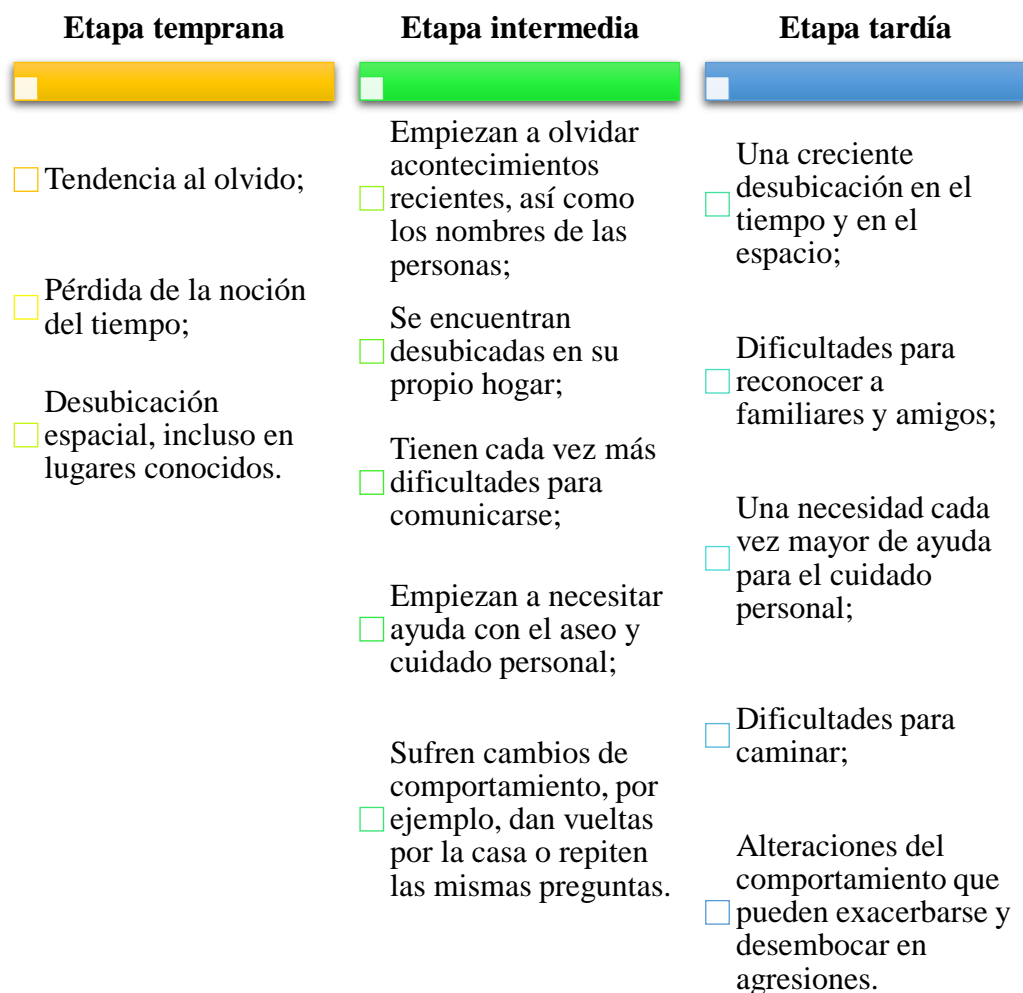 Etapa temprana
Tendencia al olvido;
Pérdida de la noción
del tiempo;
Desubicación
espacial, incluso en
lugares conocidos.
Etapa intermedia
Empiezan a olvidar
acontecimientos
recientes, así como
los nombres de las
personas;
Se encuentran
desubicadas en su
propio hogar;
Tienen cada vez más
dificultades para
comunicarse;
Empiezan a necesitar
ayuda con el aseo y
cuidado personal;
Sufren cambios de
comportamiento, por
ejemplo, dan vueltas
por la casa o repiten
las mismas preguntas.
Etapa tardía
Una creciente
desubicación en el
tiempo y en el
espacio;
Dificultades para
reconocer a
familiares y amigos;
Una necesidad cada
vez mayor de ayuda
para el cuidado
personal;
Dificultades para
caminar;
Alteraciones del
comportamiento que
pueden exacerbarse y
desembocar en
agresiones.